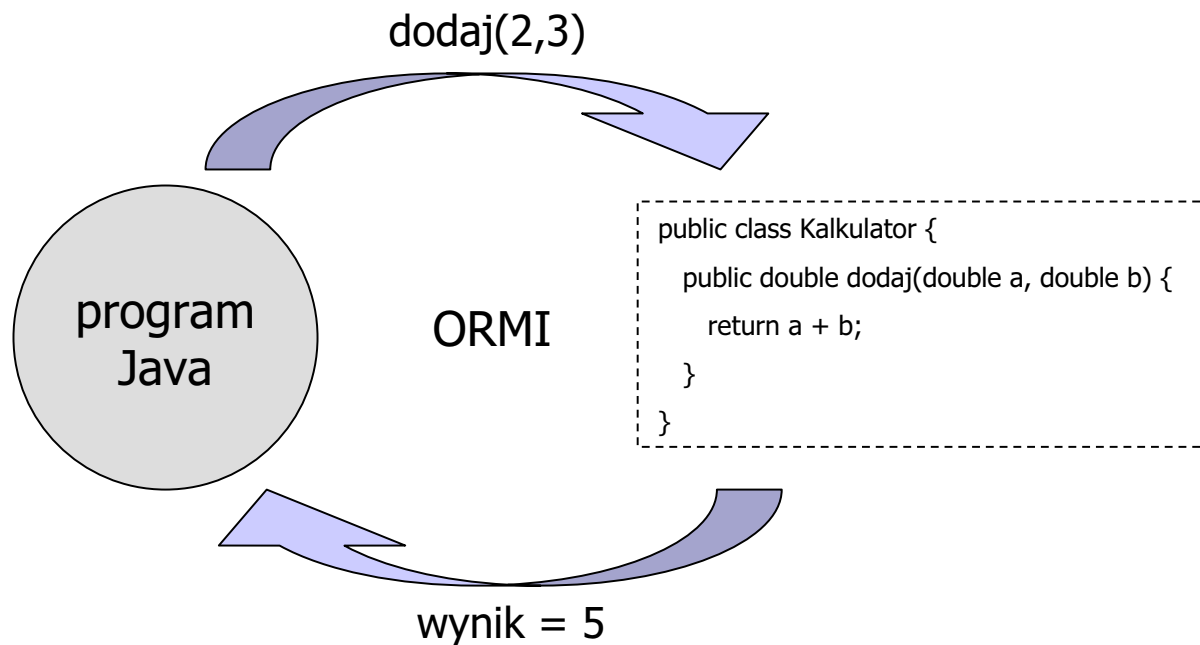 dodaj(2,3)
program
Java
ORMI
public class Kalkulator {
public double dodaj(double a, double b) {
return a + b;
}
}
wynik = 5